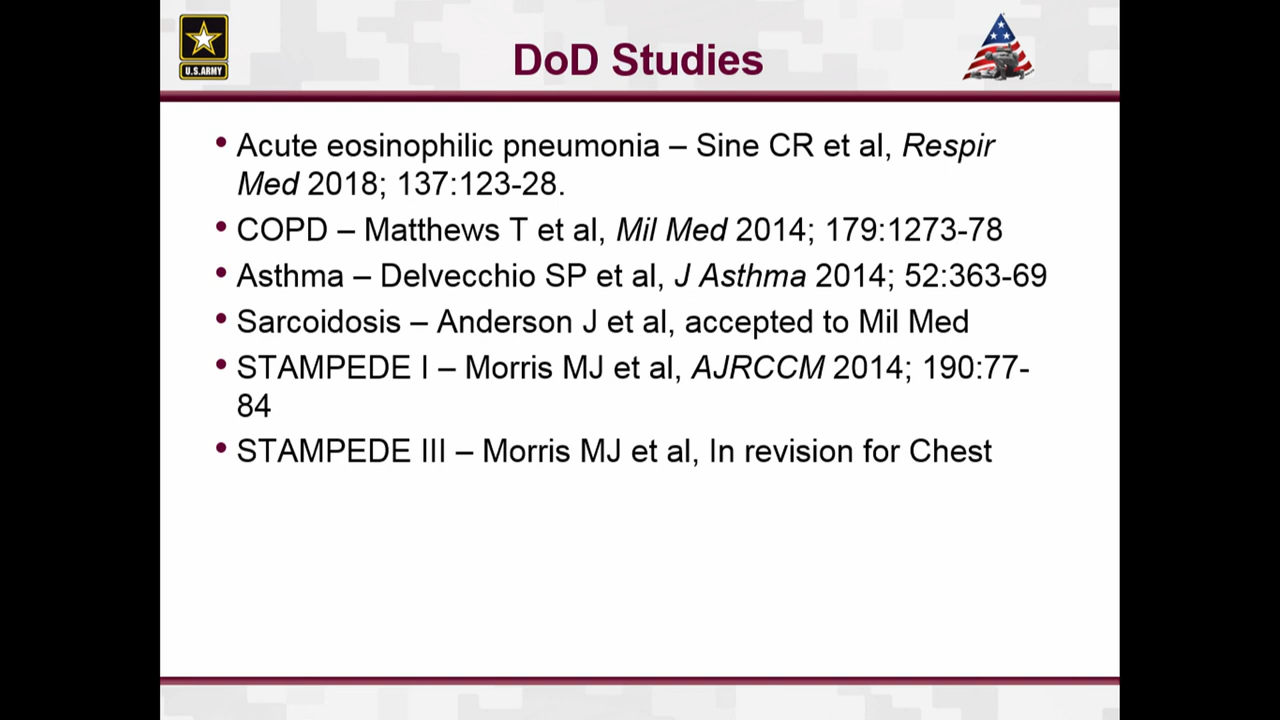 U.S.ARMY
DoD Studies
• Acute eosinophilic pneumonia – Sine CR et al, Respir
Med 2018; 137:123-28.
• COPD – Matthews T et al, Mil Med 2014; 179:1273-78
• Asthma – Delvecchio SP et al, J Asthma 2014; 52:363-69
• Sarcoidosis – Anderson J et al, accepted to Mil Med
• STAMPEDE I – Morris MJ et al, AJRCCM 2014; 190:77-
84
• STAMPEDE III – Morris MJ et al, In revision for Chest